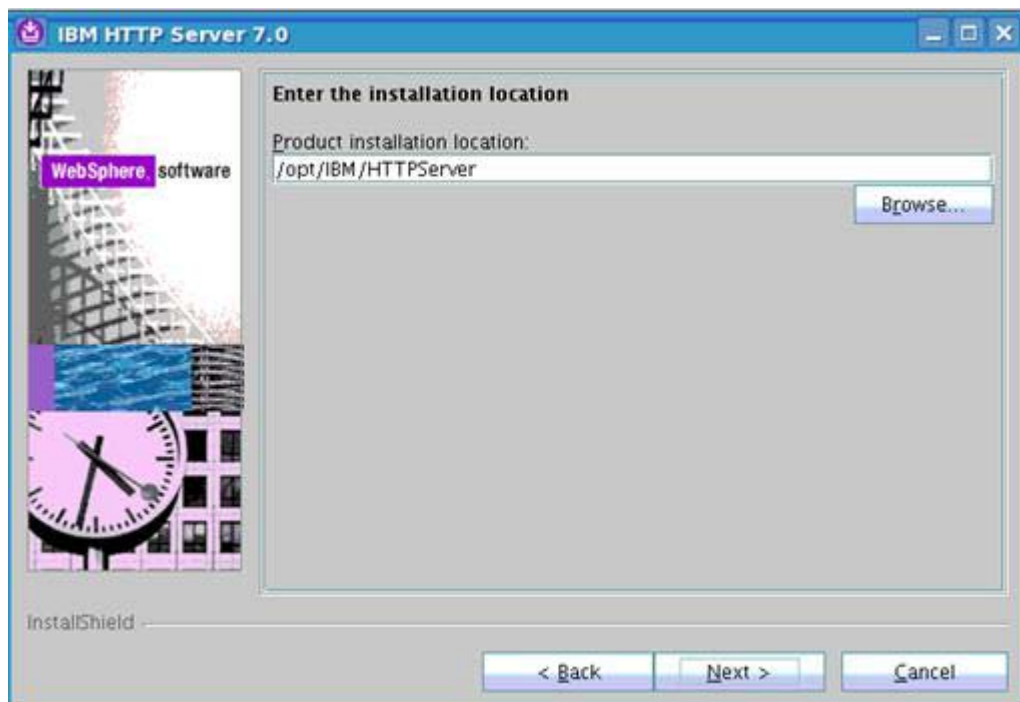 IBM HTTP Server 7.0
WebSphere software
Enter the installation location
Product installation location:
/opt/IBM/HTTPServer
Browse...
InstallShield
< Back
Next >
Cancel